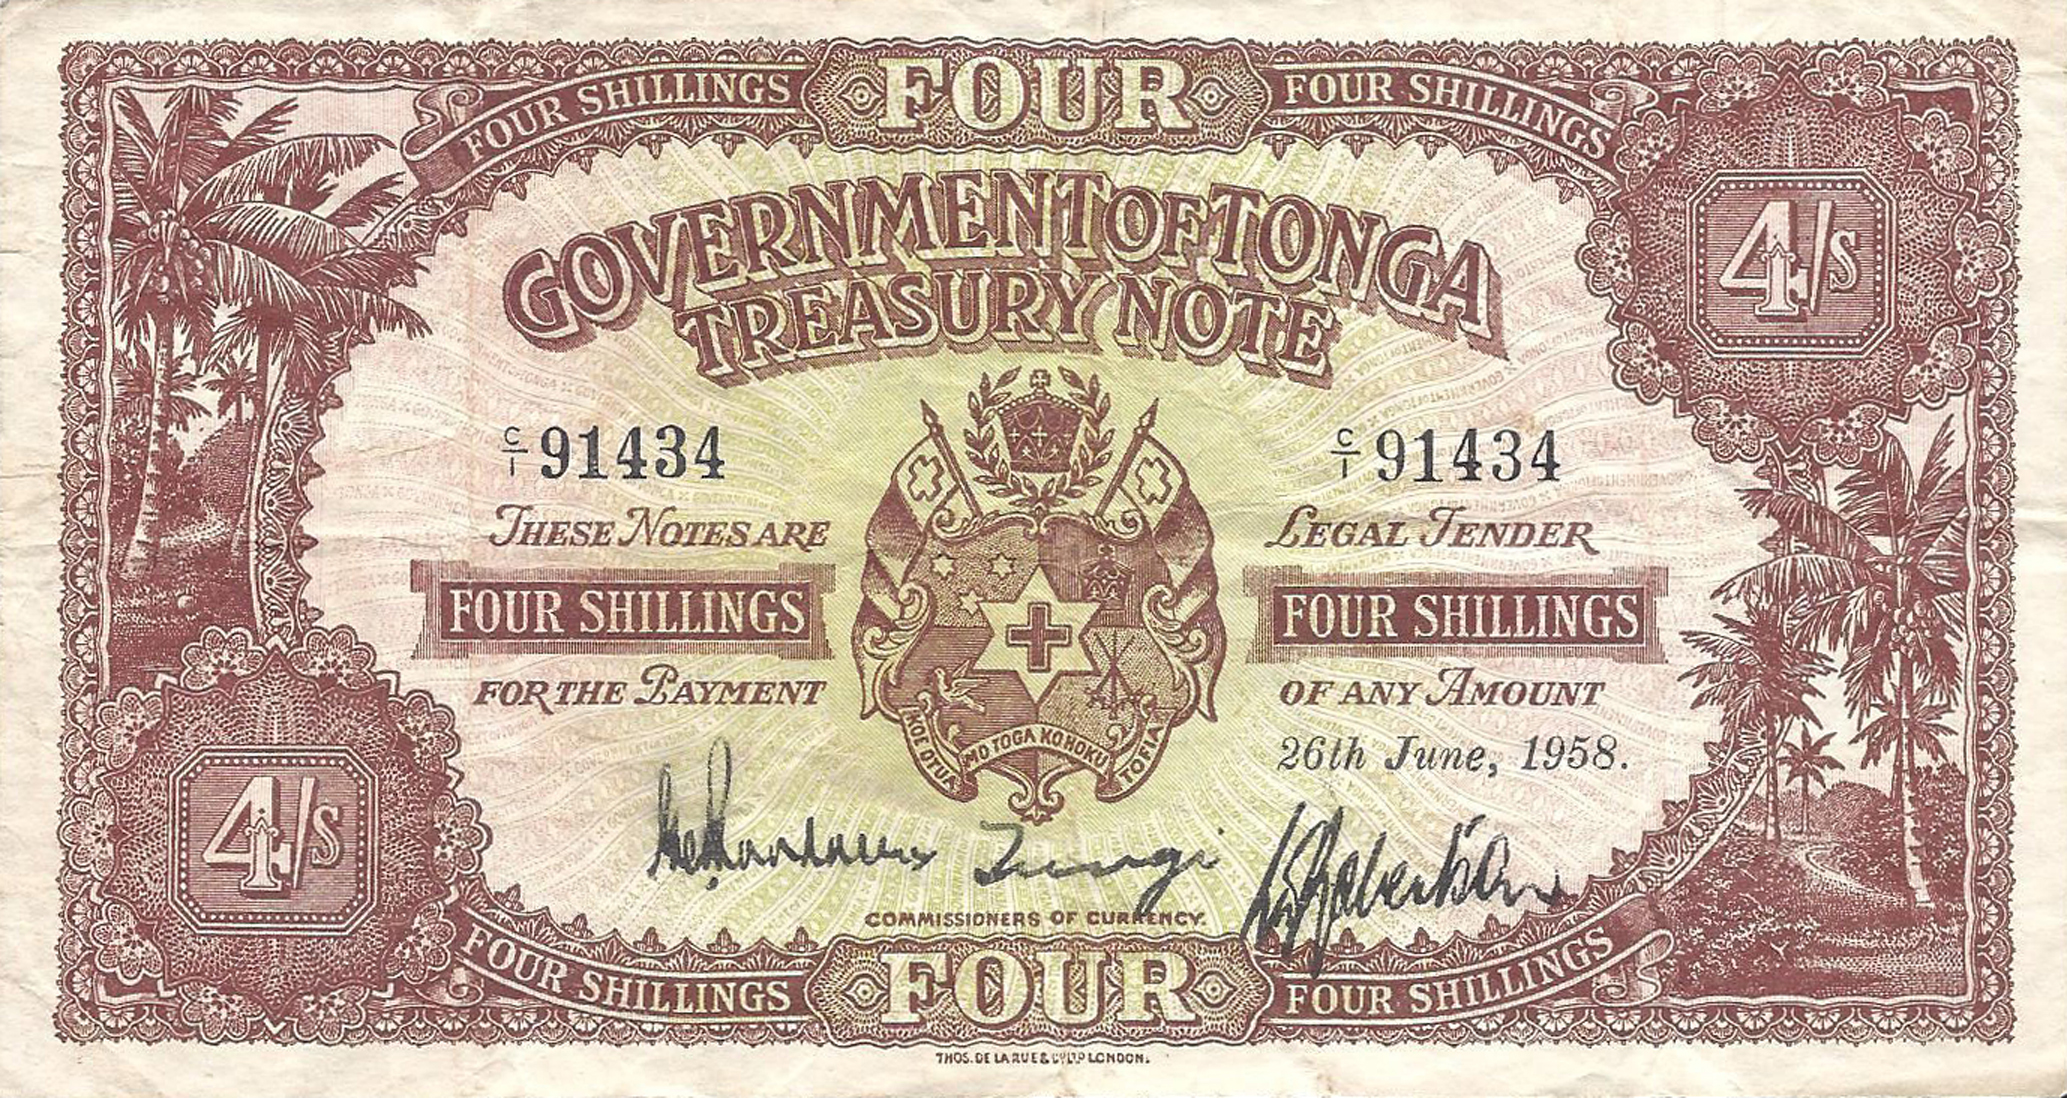 FOUR SHILLINGS FOUR FOUR SHILLINGS
GOVERNMENT OF TONGA
TREASURY NOTE
4/s
C/1 91434 C/1 91434
THESE NOTES ARE LEGAL TENDER
FOUR SHILLINGS FOUR SHILLINGS
FOR THE PAYMENT OF ANY AMOUNT
KOE OTUA MO TOGA KO HOKU TOFIA
26th June, 1958.
4/s
Tungi
COMMISSIONERS OF CURRENCY.
FOUR SHILLINGS FOUR FOUR SHILLINGS
THOS. DE LA RUE & CO. LTD LONDON.